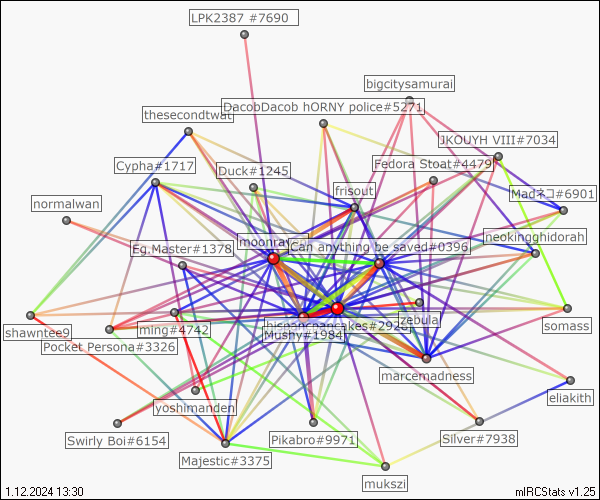 LPK2387 #7690
bigcitysamurai
DacobDacob hORNY police#5271
thesecondtwat
JKOUYH VIII#7034
Cypha#1717
Duck#1245
Fedora Stoat#4479
frisout
Madネコ#6901
normalwan
neokingghidorah
Eg.Master#1378
Can anything be saved#0396
shawntee9
ming#4742
Mushy#1984
zebula
somass
Pocket Persona#3326
marcemadness
eliakith
yoshimanden
Swirly Boi#6154
Pikabro#9971
Silver#7938
Majestic#3375
mukszi
1.12.2024 13:30
mIRCStats v1.25